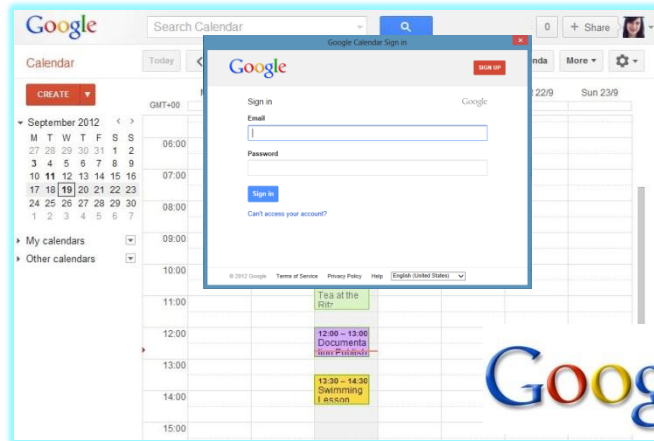 Google
Search Calendar
0
+ Share
Google Calendar Sign in
Calendar
Today
nda
More
Google
SIGN UP
CREATE
GMT+00
22/9
Sun 23/9
Sign in
Google
Email
Password
Sign in
Can't access your account?
September 2012
M T W T F S S
27 28 29 30 31 1 2
3 4 5 6 7 8 9
10 11 12 13 14 15 16
17 18 19 20 21 22 23
24 25 26 27 28 29 30
1 2 3 4 5 6 7
My calendars
Other calendars
06:00
07:00
08:00
09:00
10:00
11:00
12:00
13:00
14:00
15:00
© 2012 Google Terms of Service Privacy Policy Help English (United States)
Tea at the
Ritz
12:00 – 13:00
Documenta
tion Publish
13:30 – 14:30
Swimming
Lesson
Goog